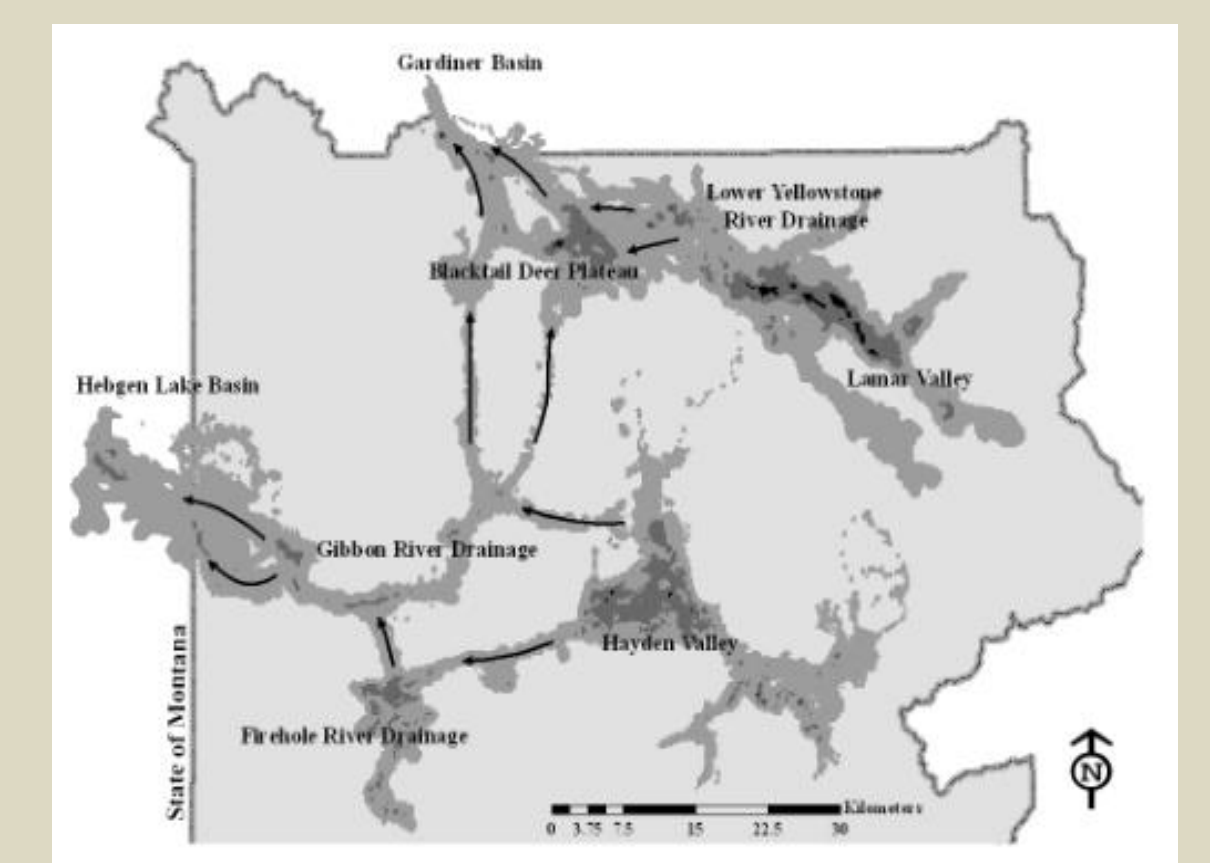 Gardiner Basin
Lower Yellowstone
River Drainage
Blacktail Deer Plateau
Hebgen Lake Basin
Lamar Valley
Gibbon River Drainage
Hayden Valley
State of Montana
Firehole River Drainage
N
Kilometers
0 3.75 7.5 15 22.5 30